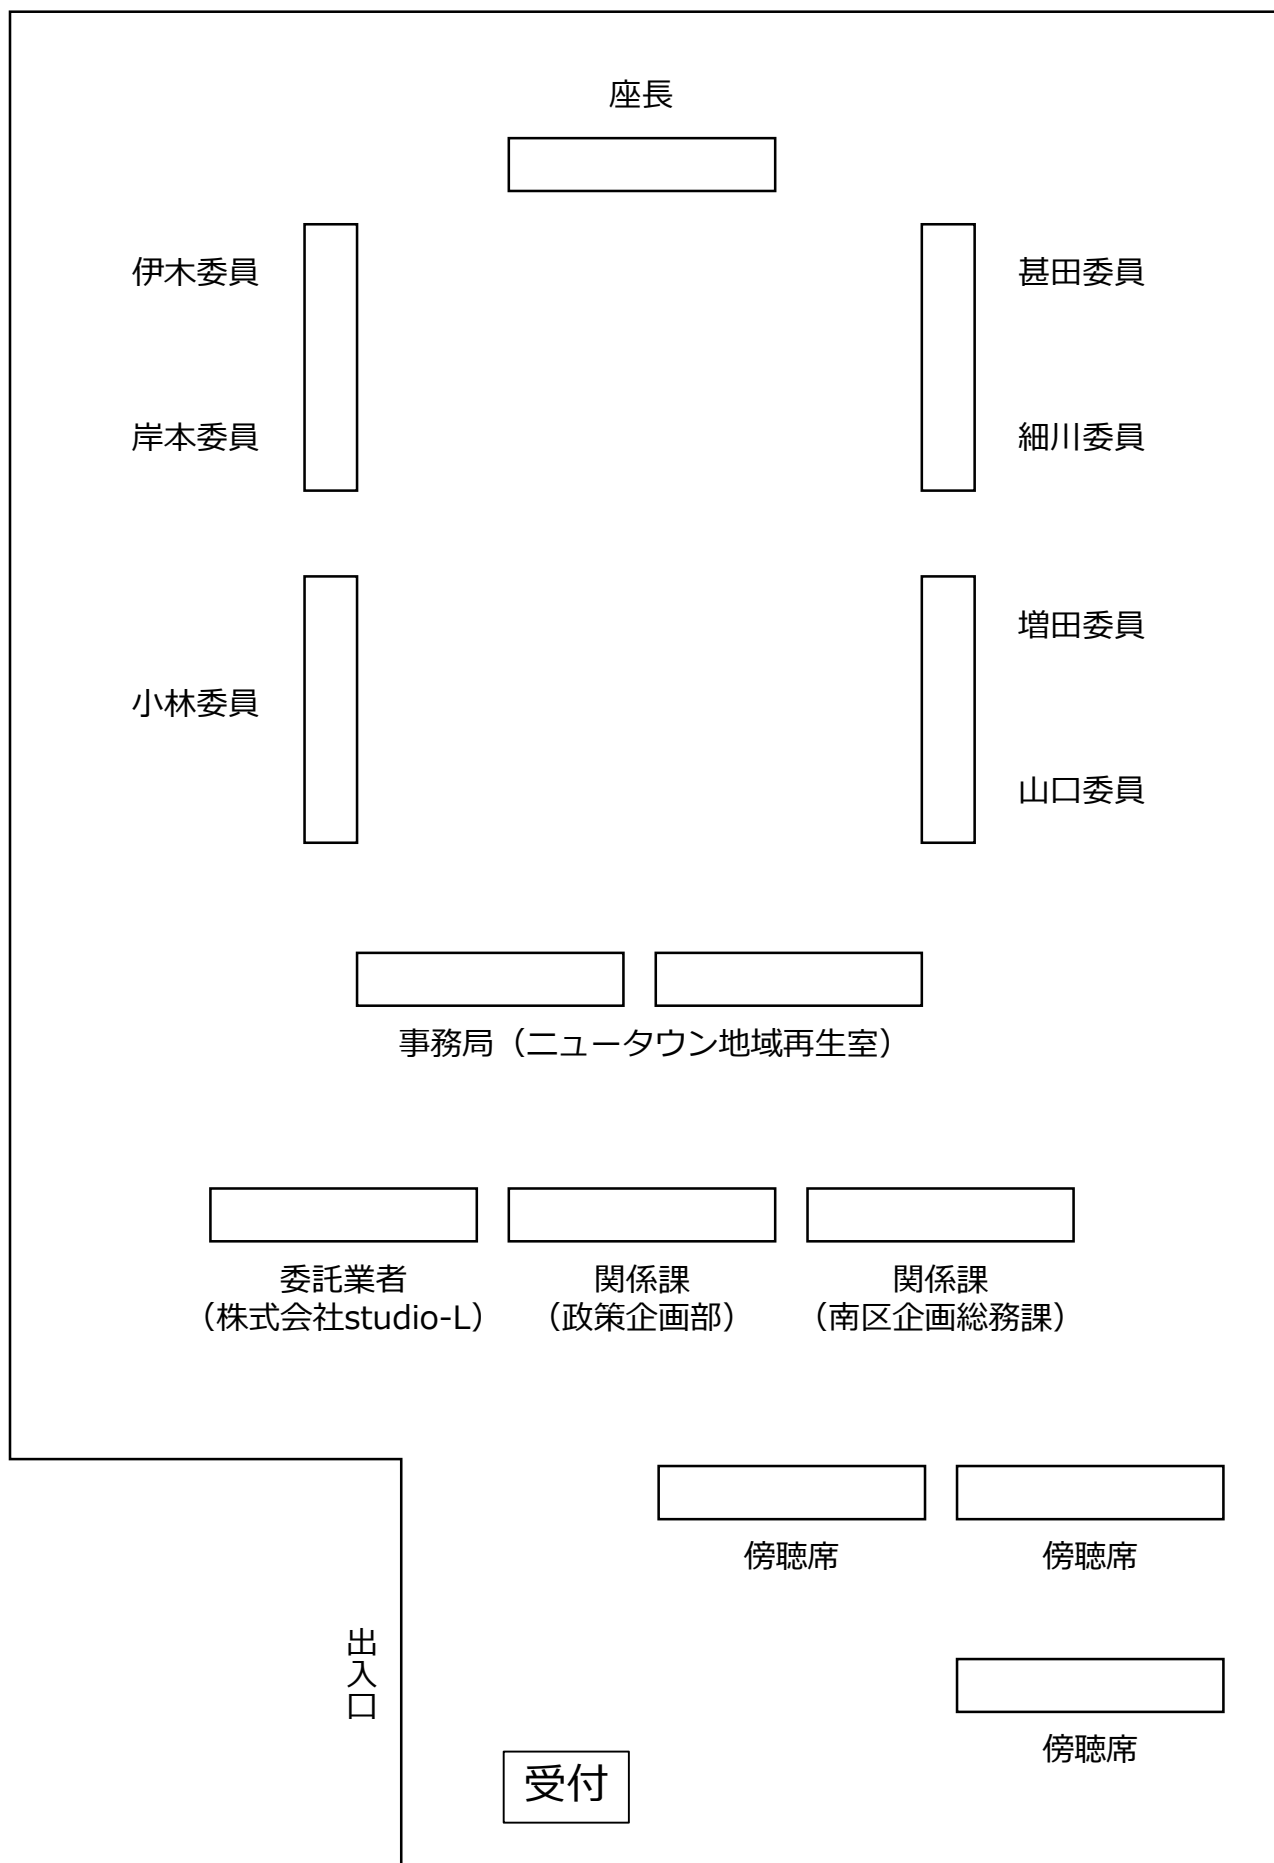 座長
伊木委員
甚田委員
岸本委員
細川委員
増田委員
小林委員
山口委員
事務局（ニュータウン地域再生室）
委託業者
（株式会社studio-L）
関係課
（政策企画部）
関係課
（南区企画総務課）
傍聴席
傍聴席
出入口
傍聴席
受付